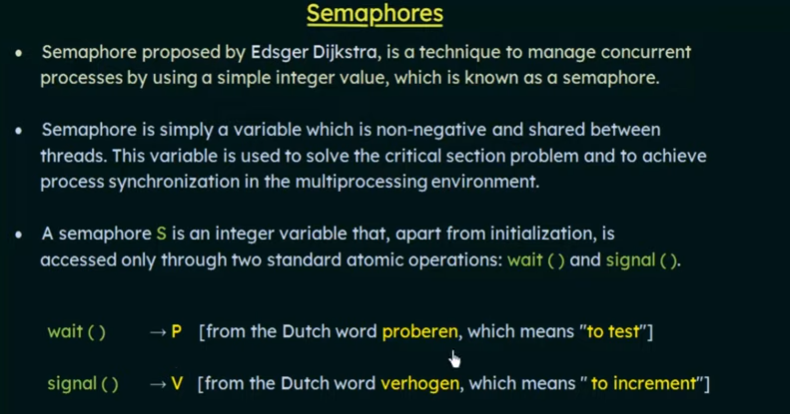 Semaphores
• Semaphore proposed by Edsger Dijkstra, is a technique to manage concurrent
processes by using a simple integer value, which is known as a semaphore.
• Semaphore is simply a variable which is non-negative and shared between
threads. This variable is used to solve the critical section problem and to achieve
process synchronization in the multiprocessing environment.
• A semaphore S is an integer variable that, apart from initialization, is
accessed only through two standard atomic operations: wait ( ) and signal ( ).
wait ( ) → P [from the Dutch word proberen, which means "to test"]
signal ( ) → V [from the Dutch word verhogen, which means " to increment"]